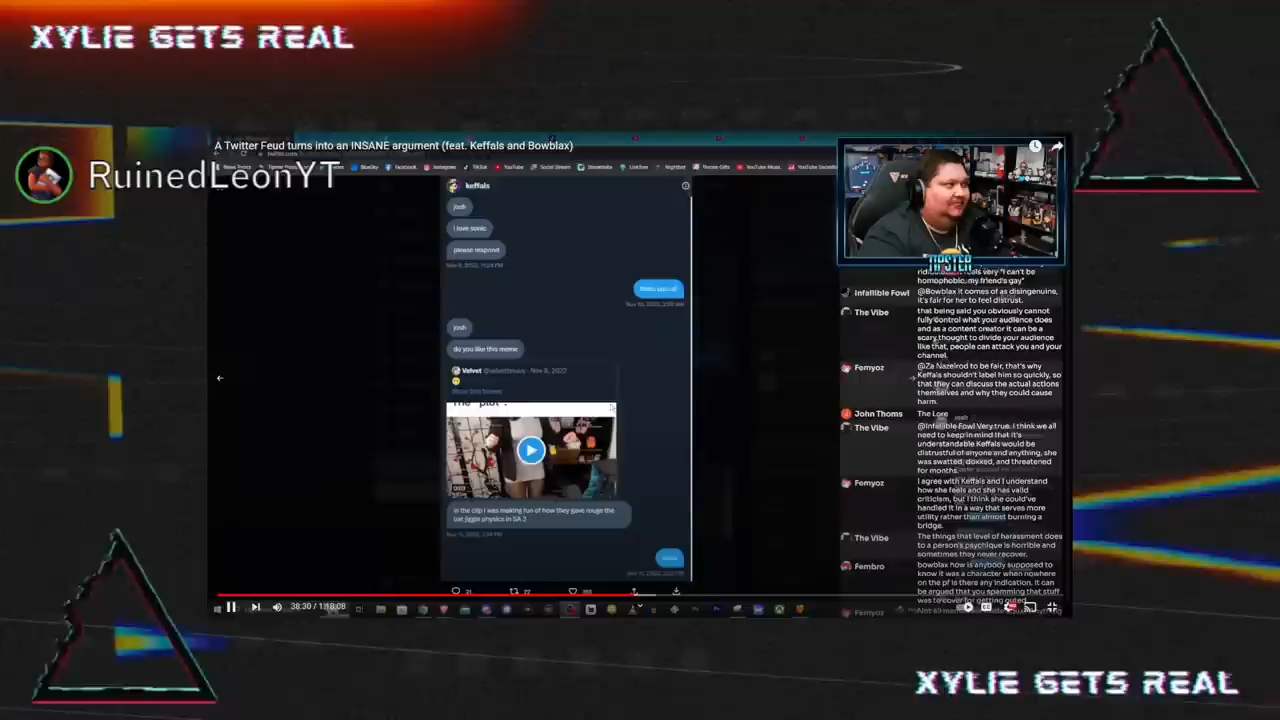 XYLIE GETS REAL
A Twitter Feud turns into an INSANE argument (feat. Keffals and Bowblax)
RuinedLeonYT
keffals
josh
i love sonic
please respond
josh
do you like this meme
Velvet
Nov 8, 2022
in the clip i was making fun of how they gave rouge the
bat jiggle physics in SA 2
TIPSTER
homophobic, my friend's gay"
Infallible Fowl @Bowblax it comes of as disingenuine,
it's fair for her to feel distrust.
The Vibe that being said you obviously cannot
fully control what your audience does
and as a content creator it can be a
scary thought to divide your audience
like that, people can attack you and your
channel.
Femyoz @Za Nazelrod to be fair, that's why
Keffals shouldn't label him so quickly, so
that they can discuss the actual actions
themselves and why they could cause
harm.
John Thoms The Lore
The Vibe @Infallible Fowl Very true. I think we all
need to keep in mind that it's
understandable Keffals would be
distrustful of anyone and anything, she
was swatted, doxxed, and threatened
for months.
Femyoz I agree with Keffals and I understand
how she feels and she has valid
criticism, but I think she could've
handled it in a way that serves more
utility rather than almost burning a
bridge.
The Vibe The things that level of harassment does
to a person's psychique is horrible and
sometimes they never recover.
Fembro bowblax how is anybody supposed to
know it was a character when nowhere
on the pf is there any indication. It can
be argued that you spamming that stuff
was to cover for getting outed.
Femyoz
38:30 / 1:18:08
XYLIE GETS REAL